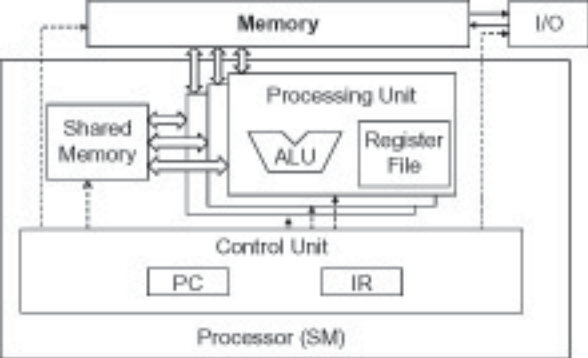 Memory
I/O
Processing Unit
Shared
Memory
ALU
Register
File
Control Unit
PC
IR
Processor (SM)